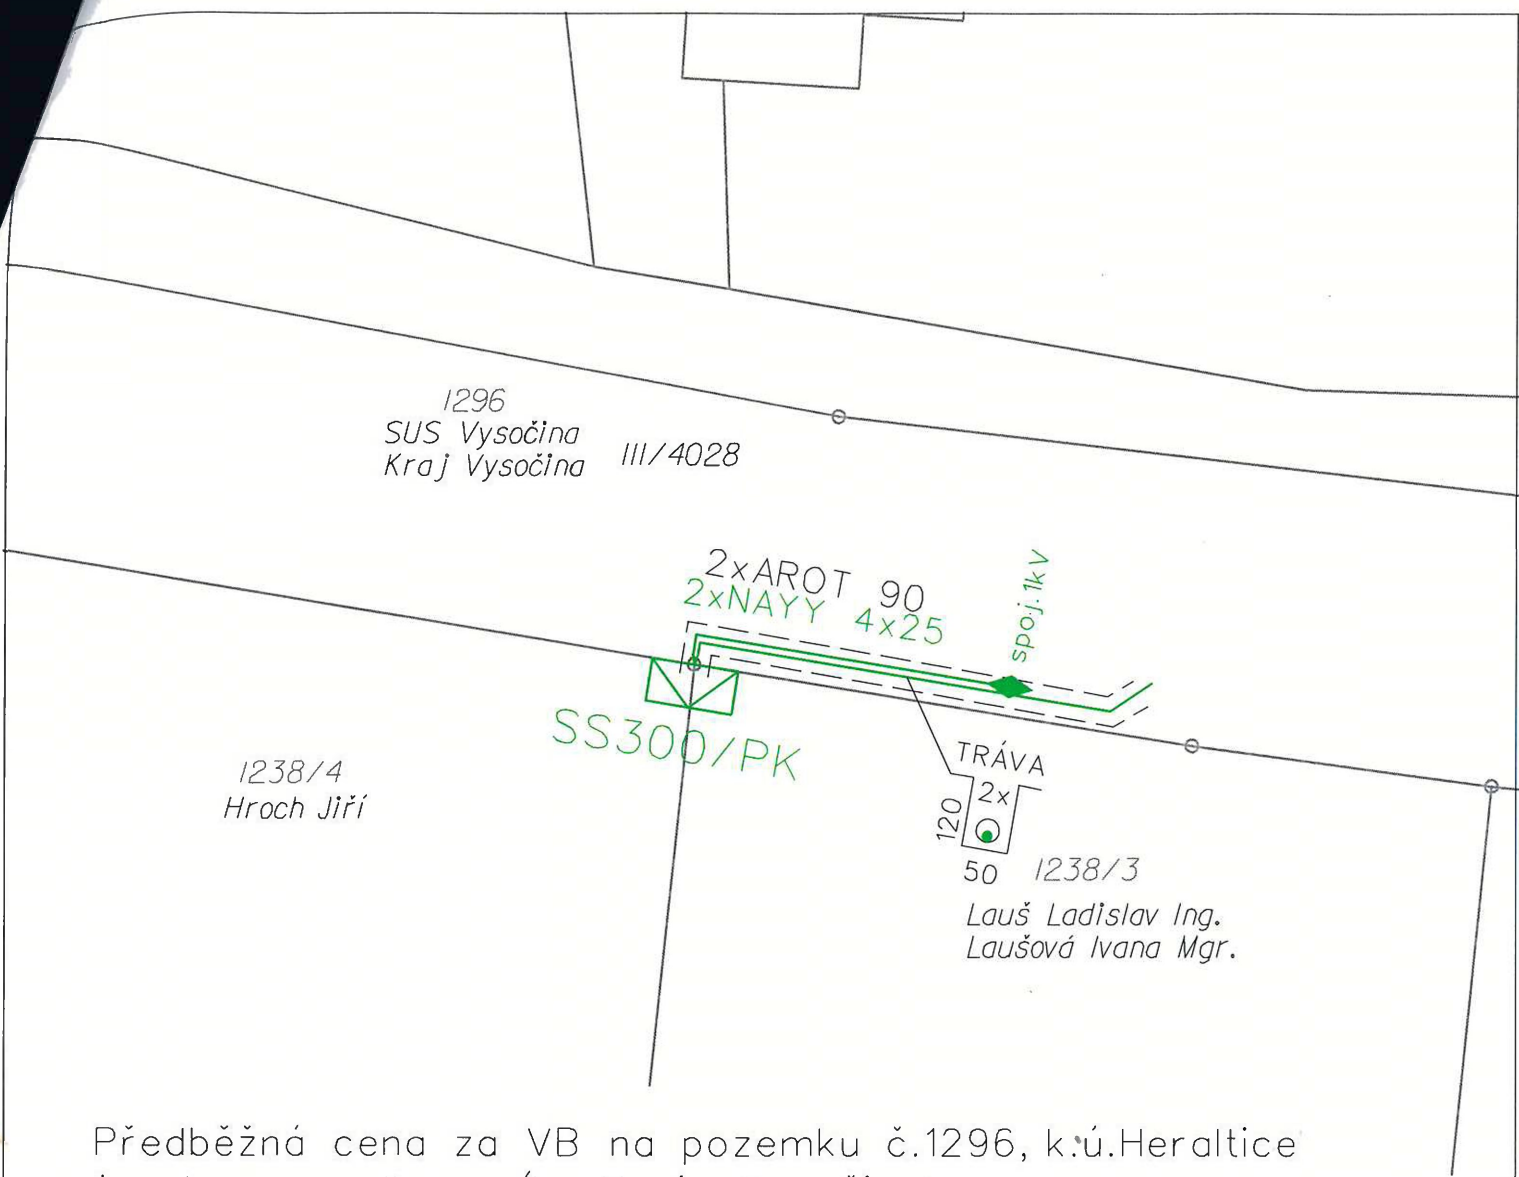 1296
SUS Vysočina
Kraj Vysočina
III/4028
2xAROT 90
2xNAYY 4x25
spoj.1kV
SS300/PK
TRÁVA
2x
120
50
1238/4
Hroch Jiří
1238/3
Lauš Ladislav Ing.
Laušová Ivana Mgr.
Předběžná cena za VB na pozemku č.1296, k.ú.Heraltice